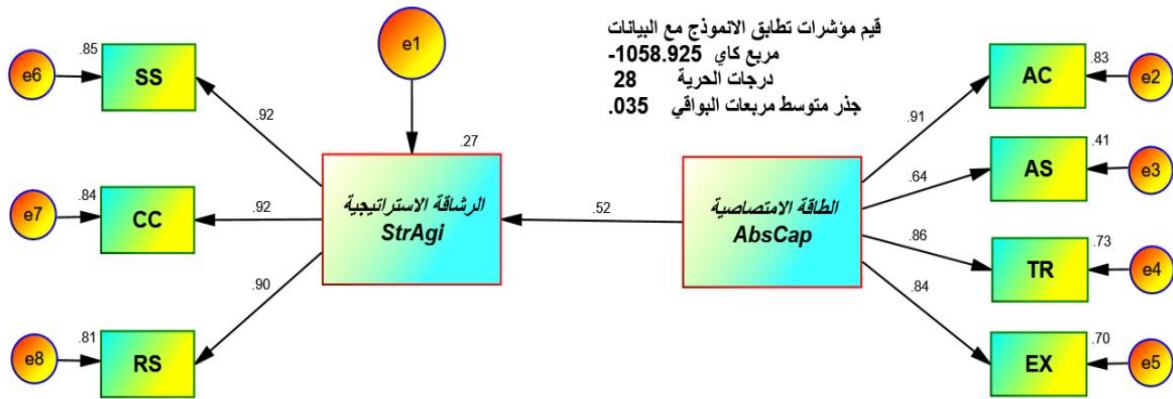 قيم مؤشرات تطابق الانموذج مع البيانات
مربع كاي 1058.925-
درجات الحرية 28
جذر متوسط مربعات البواقي .035
e1
.27
الرشاقة الاستراتيجية
StrAgi
.52
الطاقة الامتصاصية
AbsCap
e6
.85
SS
.92
e7
.84
CC
.92
e8
.81
RS
.90
.91
AC
.83
e2
.64
AS
.41
e3
.86
TR
.73
e4
.84
EX
.70
e5